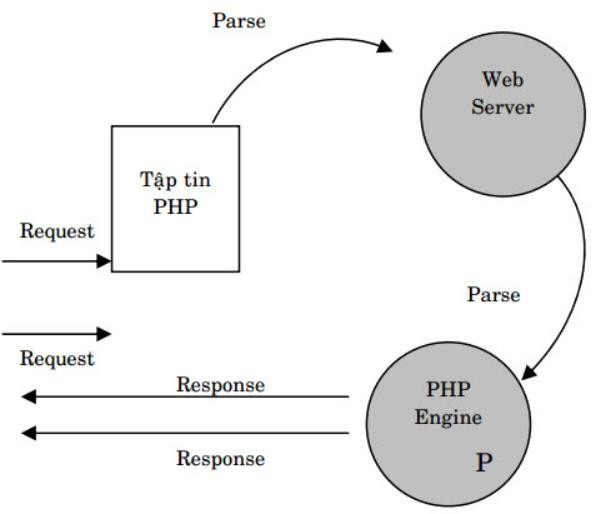 Parse
Web
Server
Tập tin
PHP
Request
Parse
Request
Response
PHP
Engine
Response
P